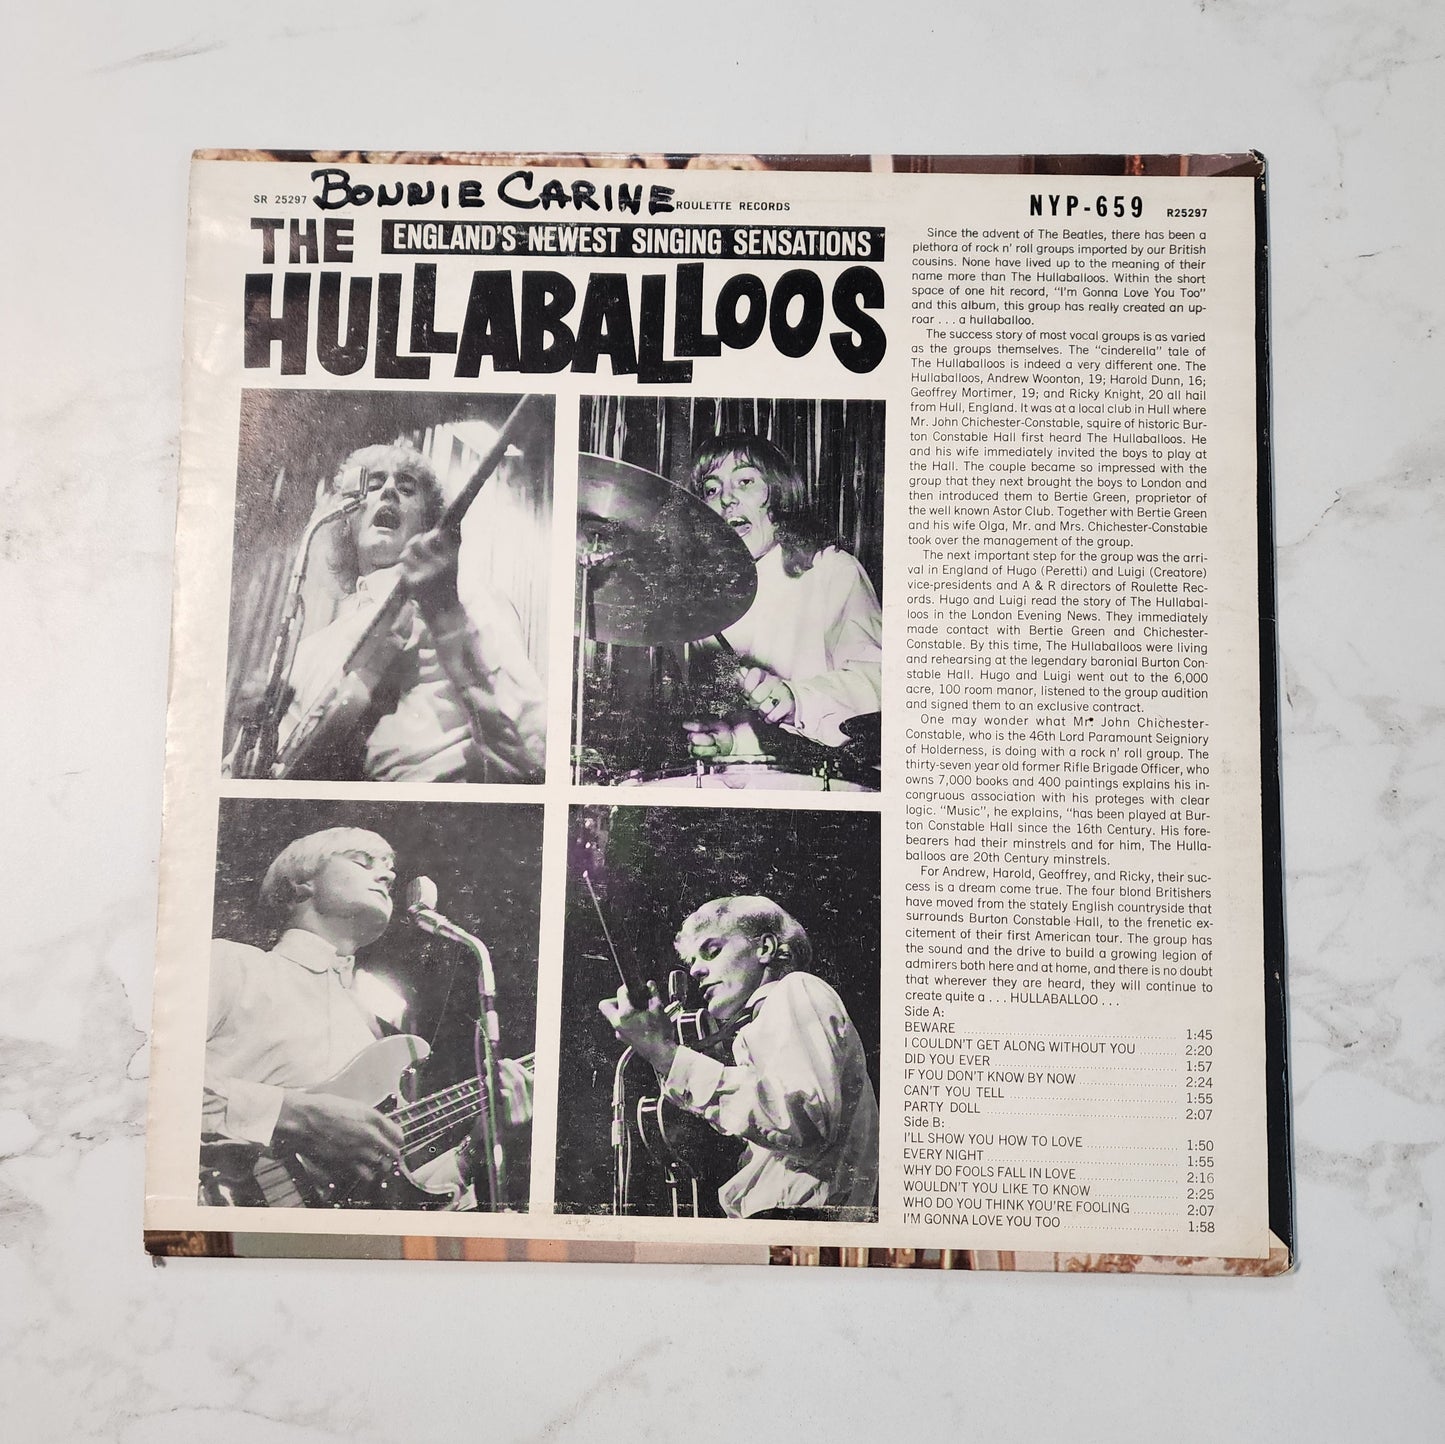 SR 25297 BONNIE CARINE ROULETTE RECORDS
THE ENGLAND'S NEWEST SINGING SENSATIONS
HULLABALLOOS
NYP-659 R25297
Since the advent of The Beatles, there has been a
plethora of rock n' roll groups imported by our British
cousins. None have lived up to the meaning of their
name more than The Hullaballoos. Within the short
space of one hit record, "I'm Gonna Love You Too"
and this album, this group has really created an up-
roar . . . a hullaballoo.
The success story of most vocal groups is as varied
as the groups themselves. The "cinderella" tale of
The Hullaballoos is indeed a very different one. The
Hullaballoos, Andrew Woonton, 19; Harold Dunn, 16;
Geoffrey Mortimer, 19; and Ricky Knight, 20 all hail
from Hull, England. It was at a local club in Hull where
Mr. John Chichester-Constable, squire of historic Bur-
ton Constable Hall first heard The Hullaballoos. He
and his wife immediately invited the boys to play at
the Hall. The couple became so impressed with the
group that they next brought the boys to London and
then introduced them to Bertie Green, proprietor of
the well known Astor Club. Together with Bertie Green
and his wife Olga, Mr. and Mrs. Chichester-Constable
took over the management of the group.
The next important step for the group was the arri-
val in England of Hugo (Peretti) and Luigi (Creatore)
vice-presidents and A & R directors of Roulette Rec-
ords. Hugo and Luigi read the story of The Hullabal-
loos in the London Evening News. They immediately
made contact with Bertie Green and Chichester-
Constable. By this time, The Hullaballoos were living
and rehearsing at the legendary baronial Burton Con-
stable Hall. Hugo and Luigi went out to the 6,000
acre, 100 room manor, listened to the group audition
and signed them to an exclusive contract.
One may wonder what Mr. John Chichester-
Constable, who is the 46th Lord Paramount Seigniory
of Holderness, is doing with a rock n' roll group. The
thirty-seven year old former Rifle Brigade Officer, who
owns 7,000 books and 400 paintings explains his in-
congruous association with his proteges with clear
logic. "Music", he explains, "has been played at Bur-
ton Constable Hall since the 16th Century. His fore-
bearers had their minstrels and for him, The Hulla-
balloos are 20th Century minstrels.
For Andrew, Harold, Geoffrey, and Ricky, their suc-
cess is a dream come true. The four blond Britishers
have moved from the stately English countryside that
surrounds Burton Constable Hall, to the frenetic ex-
citement of their first American tour. The group has
the sound and the drive to build a growing legion of
admirers both here and at home, and there is no doubt
that wherever they are heard, they will continue to
create quite a . . . HULLABALLOO . . .
Side A:
BEWARE 1:45
I COULDN'T GET ALONG WITHOUT YOU 2:20
DID YOU EVER 1:57
IF YOU DON'T KNOW BY NOW 2:24
CAN'T YOU TELL 1:55
PARTY DOLL 2:07
Side B:
I'LL SHOW YOU HOW TO LOVE 1:50
EVERY NIGHT 1:55
WHY DO FOOLS FALL IN LOVE 2:16
WOULDN'T YOU LIKE TO KNOW 2:25
WHO DO YOU THINK YOU'RE FOOLING 2:07
I'M GONNA LOVE YOU TOO 1:58